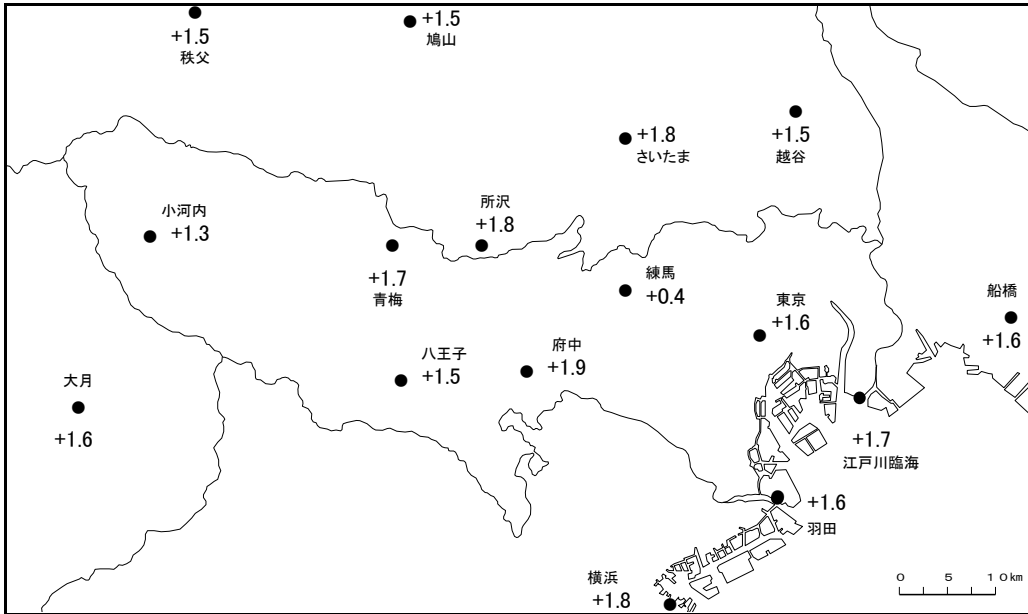 +1.5
秩父
+1.5
鳩山
+1.8
さいたま
+1.5
越谷
小河内
+1.3
+1.7
青梅
所沢
+1.8
練馬
+0.4
東京
+1.6
船橋
+1.6
大月
+1.6
八王子
+1.5
府中
+1.9
+1.7
江戸川臨海
+1.6
羽田
横浜
+1.8
0 5 10km